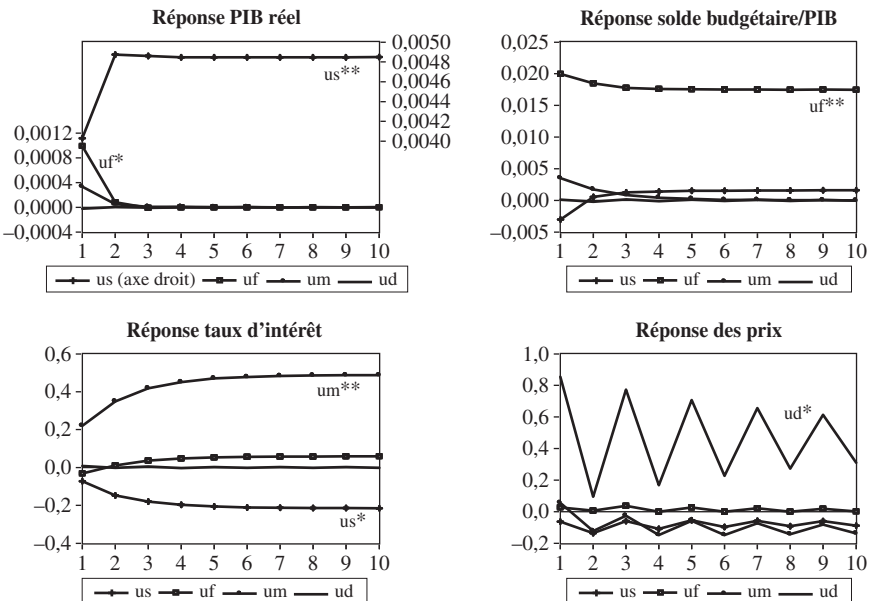 Réponse PIB réel
0,0050
0,0048
0,0046
0,0044
0,0042
0,0040
us**
0,0012
0,0008
0,0004
0,0000
–0,0004
uf*
1 2 3 4 5 6 7 8 9 10
us (axe droit) uf um ud
Réponse solde budgétaire/PIB
0,025
0,020
0,015
0,010
0,005
0,000
–0,005
uf**
1 2 3 4 5 6 7 8 9 10
us uf um ud
Réponse taux d'intérêt
0,6
0,4
0,2
0,0
–0,2
–0,4
um**
us*
1 2 3 4 5 6 7 8 9 10
us uf um ud
Réponse des prix
1,0
0,8
0,6
0,4
0,2
0,0
–0,2
ud*
1 2 3 4 5 6 7 8 9 10
us uf um ud